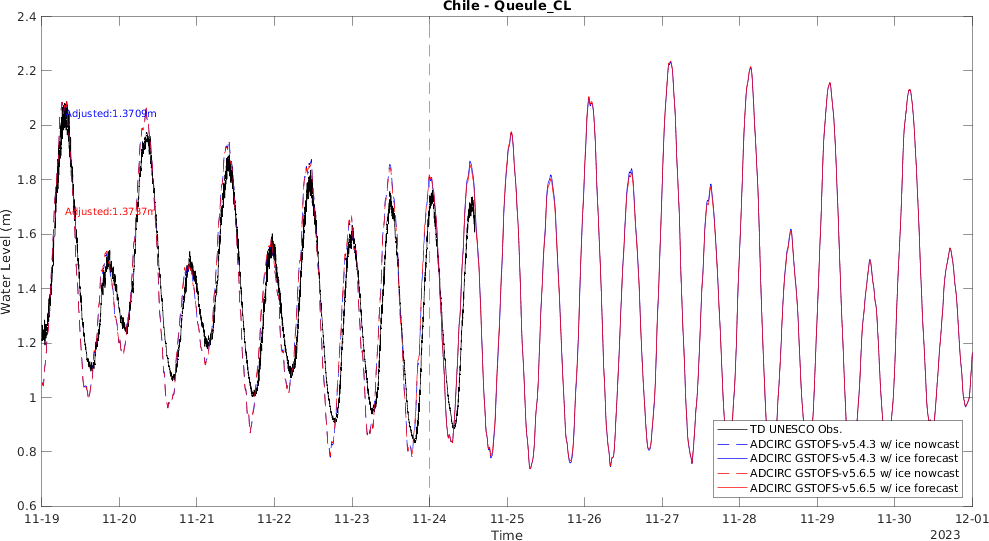 Chile - Queule_CL
2.4
2.2
2
1.8
1.6
1.4
1.2
1
0.8
0.6
Water Level (m)
Adjusted:1.3709m
Adjusted:1.3737m
TD UNESCO Obs.
ADCIRC GSTOFS-v5.4.3 w/ ice nowcast
ADCIRC GSTOFS-v5.4.3 w/ ice forecast
ADCIRC GSTOFS-v5.6.5 w/ ice nowcast
ADCIRC GSTOFS-v5.6.5 w/ ice forecast
11-19 11-20 11-21 11-22 11-23 11-24 11-25 11-26 11-27 11-28 11-29 11-30 12-01
Time
2023